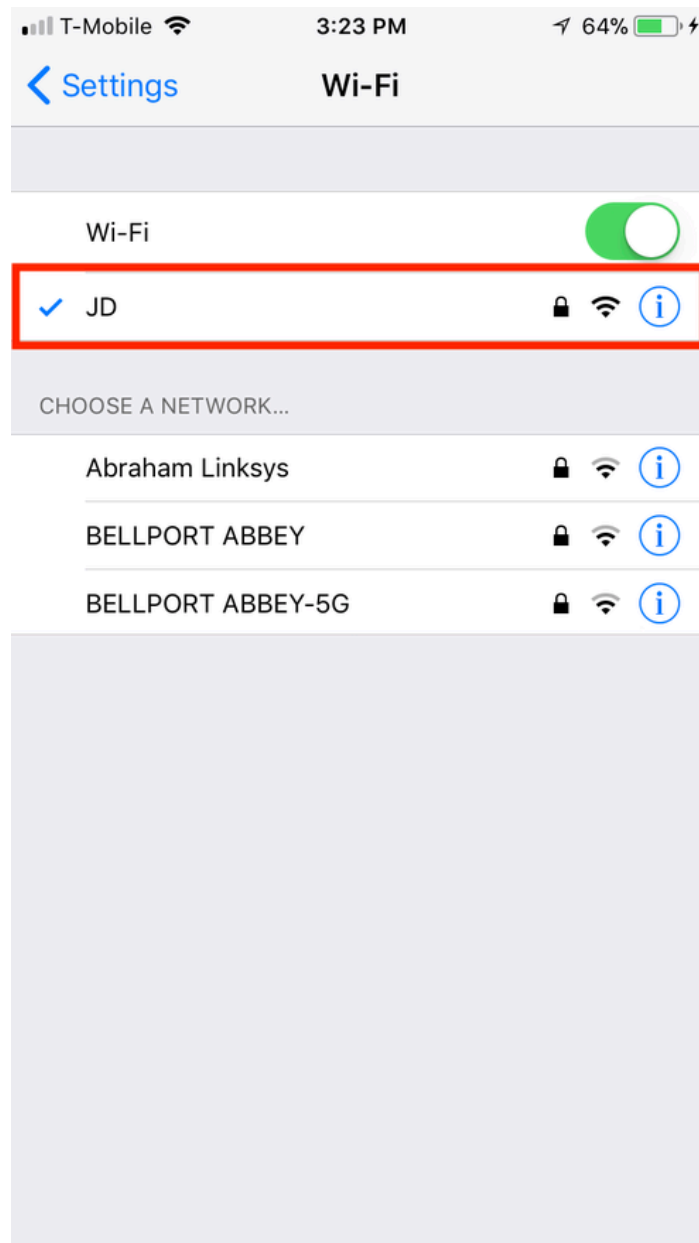 T-Mobile 3:23 PM 64%
Settings Wi-Fi
Wi-Fi
JD
CHOOSE A NETWORK...
Abraham Linksys
BELLPORT ABBEY
BELLPORT ABBEY-5G